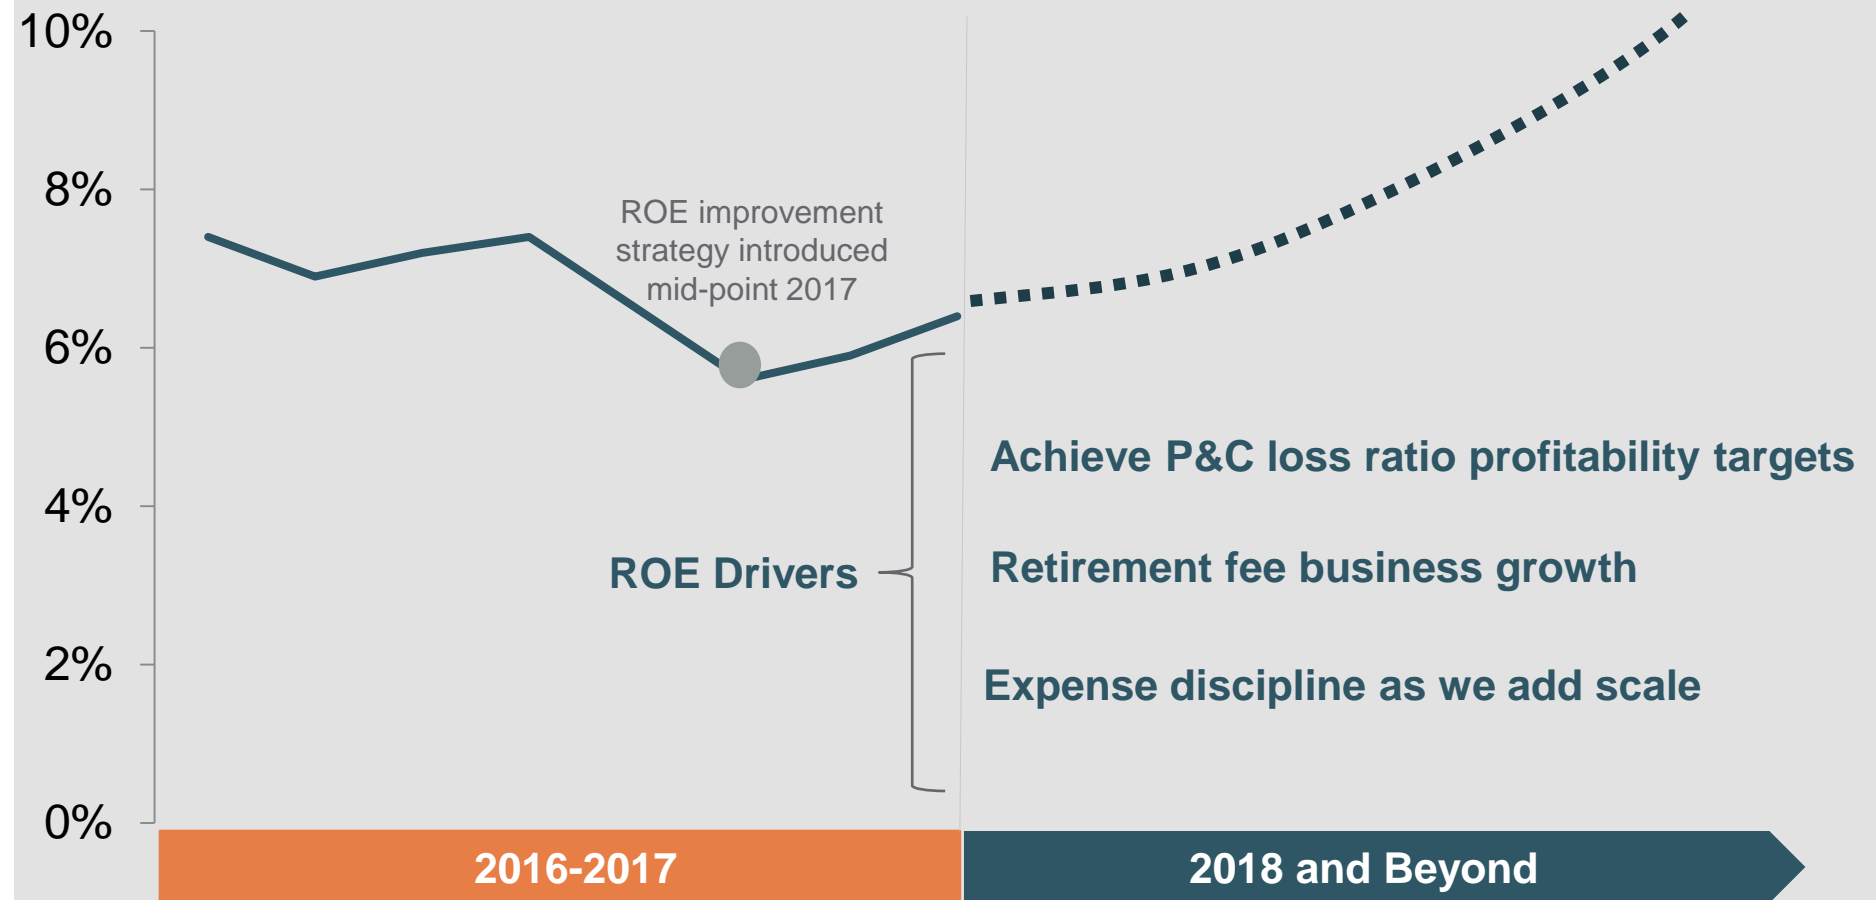 10%
8%
6%
4%
2%
0%
ROE improvement
strategy introduced
mid-point 2017
ROE Drivers
Achieve P&C loss ratio profitability targets
Retirement fee business growth
Expense discipline as we add scale
2016-2017
2018 and Beyond